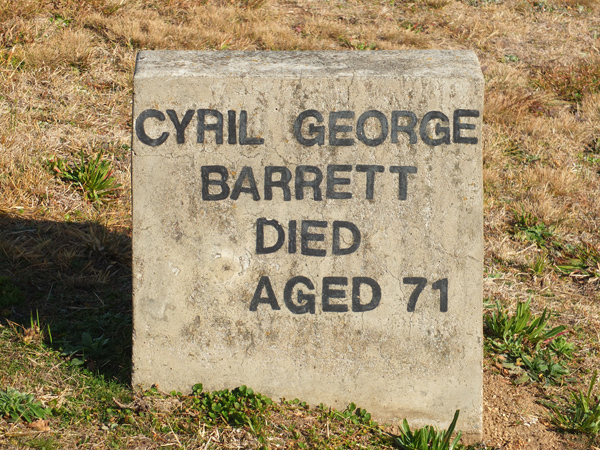 CYRIL GEORGE
BARRETT
DIED
AGED 71